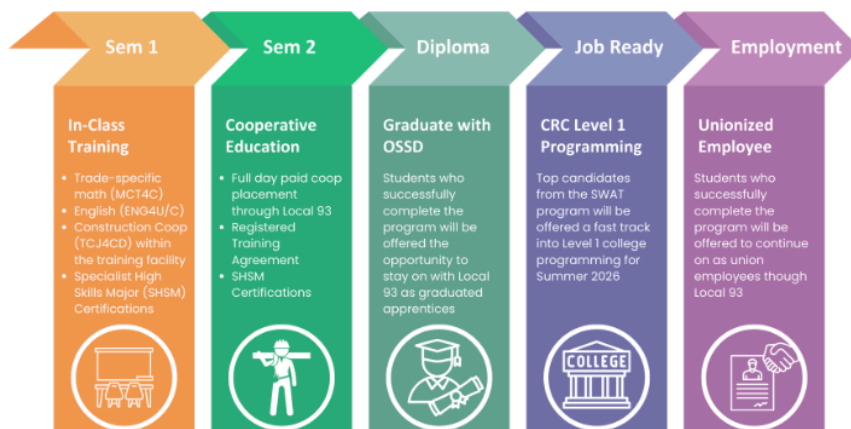 Sem 1
Sem 2
Diploma
Job Ready
Employment
In-Class
Training
• Trade-specific
math (MCT4C)
• English (ENG4U/C)
• Construction Coop
(TCJ4CD) within
the training facility
• Specialist High
Skills Major (SHSM)
Certifications
Cooperative
Education
• Full day paid coop
placement
through Local 93
• Registered
Training
Agreement
• SHSM
Certifications
Graduate with
OSSD
Students who
successfully
complete the
program will be
offered the
opportunity to
stay on with Local
93 as graduated
apprentices
CRC Level 1
Programming
Top candidates
from the SWAT
program will be
offered a fast track
into Level 1 college
programming for
Summer 2026
COLLEGE
Unionized
Employee
Students who
successfully
complete the
program will be
offered to continue
on as union
employees though
Local 93